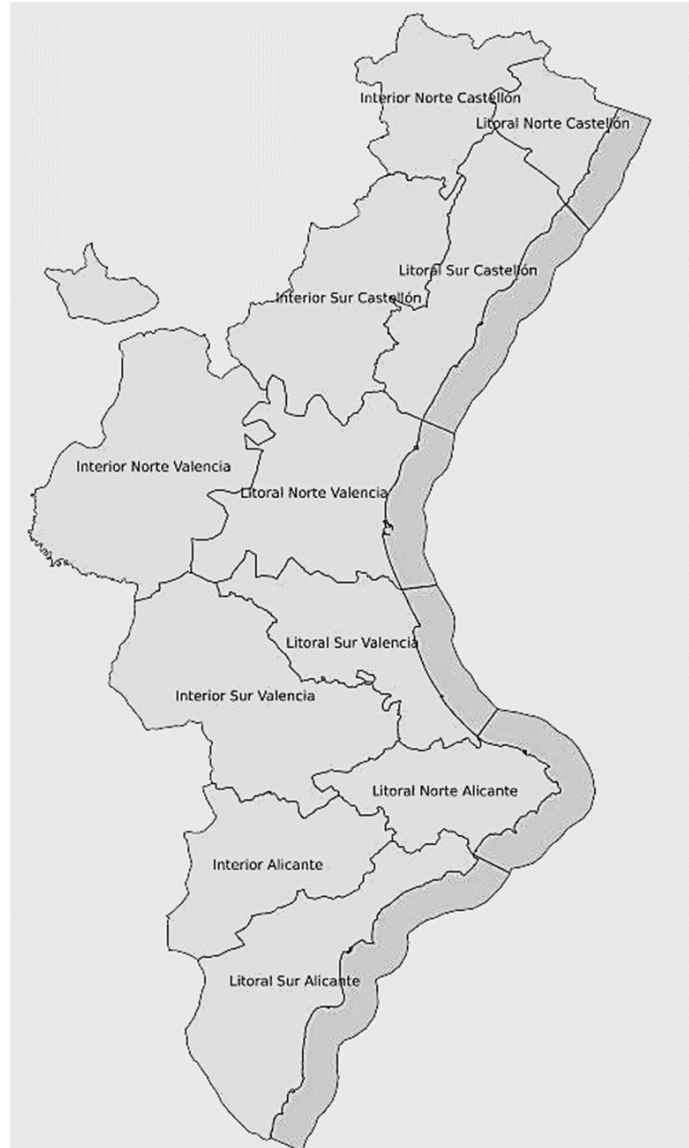 Interior Norte Castellón
Litoral Norte Castellón
Litoral Sur Castellón
Interior Sur Castellón
Interior Norte Valencia
Litoral Norte Valencia
Litoral Sur Valencia
Interior Sur Valencia
Litoral Norte Alicante
Interior Alicante
Litoral Sur Alicante